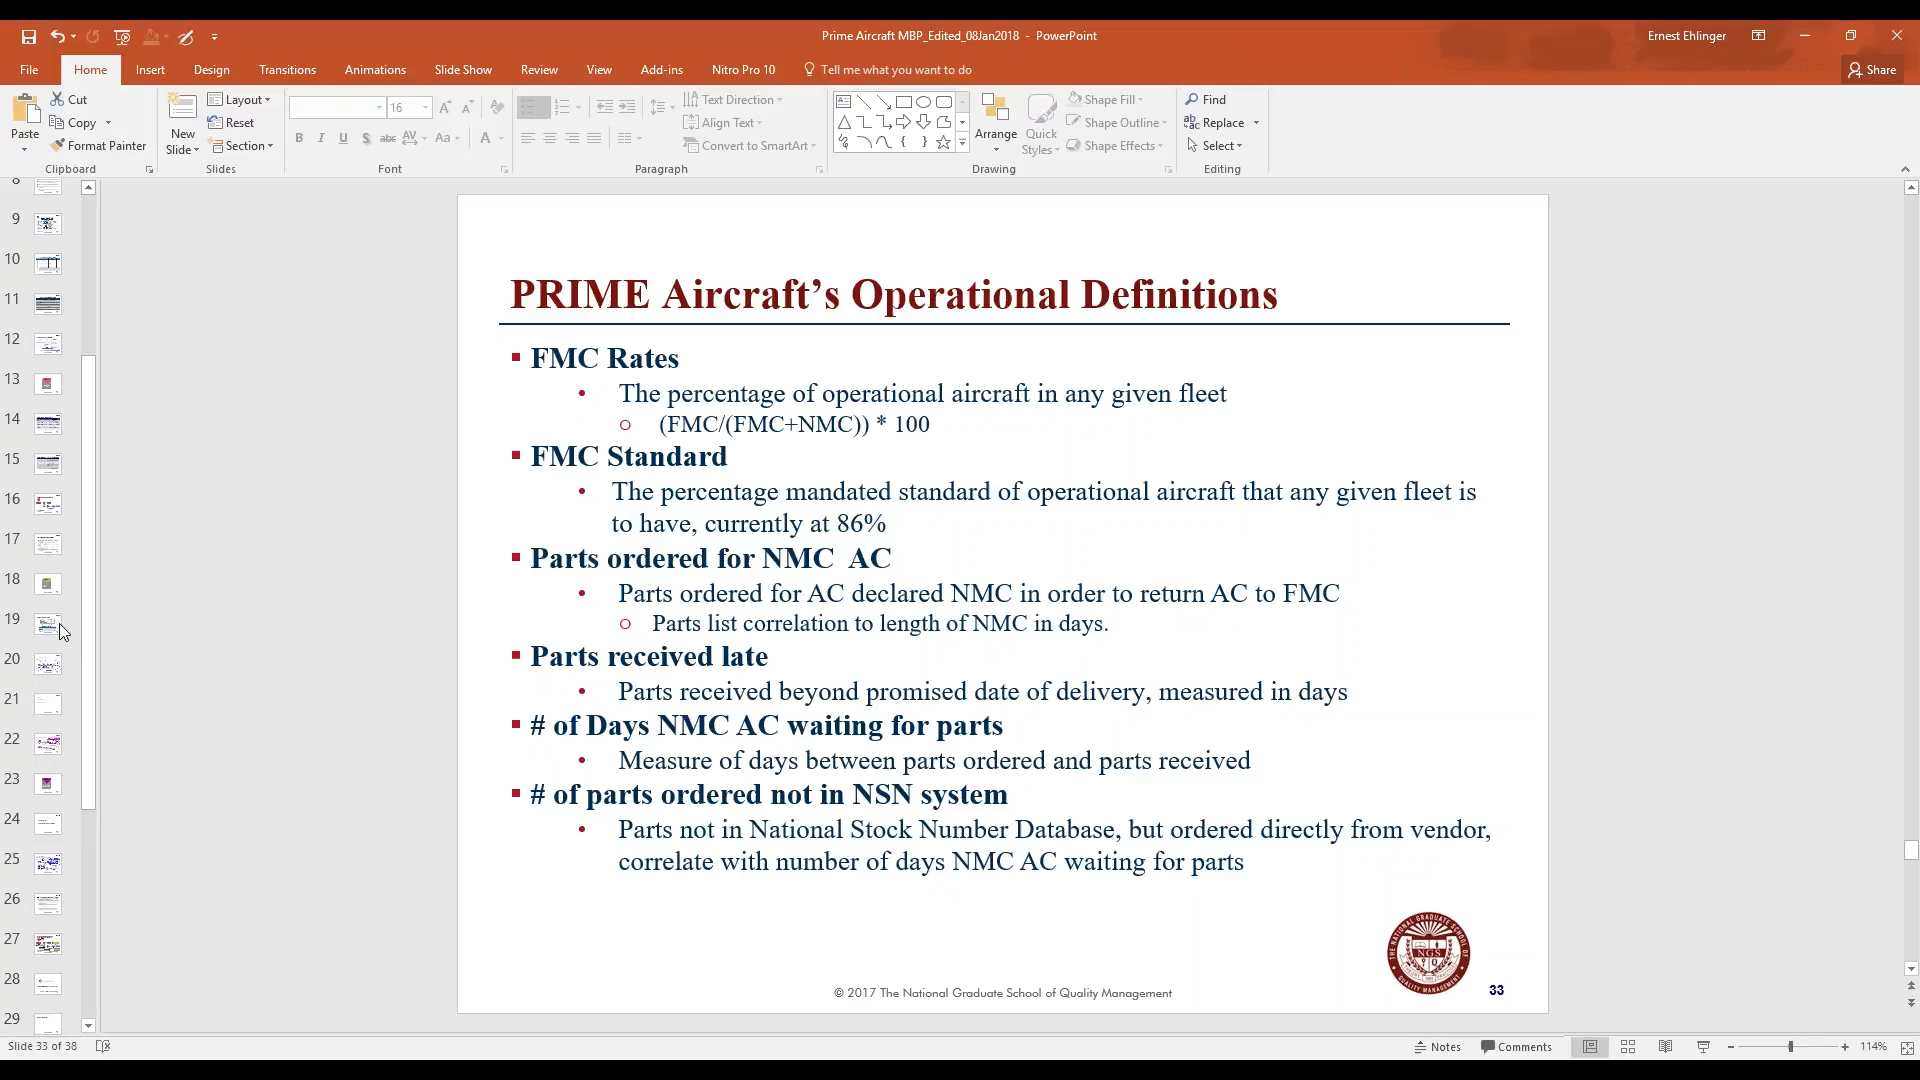 Prime Aircraft MBP_Edited_08Jan2018 - PowerPoint
Ernest Ehlinger
File Home Insert Design Transitions Animations Slide Show Review View Add-ins Nitro Pro 10 Tell me what you want to do
Share
Paste
Cut
Copy
Format Painter
Clipboard
New
Slide
Layout
Reset
Section
Slides
16
Font
Text Direction
Align Text
Convert to SmartArt
Paragraph
Arrange
Quick
Styles
Shape Fill
Shape Outline
Shape Effects
Drawing
Find
Replace
Select
Editing
8
9
10
11
12
13
14
15
16
17
18
19
20
21
22
23
24
25
26
27
28
29
PRIME Aircraft’s Operational Definitions
FMC Rates
The percentage of operational aircraft in any given fleet
(FMC/(FMC+NMC)) * 100
FMC Standard
The percentage mandated standard of operational aircraft that any given fleet is
to have, currently at 86%
Parts ordered for NMC AC
Parts ordered for AC declared NMC in order to return AC to FMC
Parts list correlation to length of NMC in days.
Parts received late
Parts received beyond promised date of delivery, measured in days
# of Days NMC AC waiting for parts
Measure of days between parts ordered and parts received
# of parts ordered not in NSN system
Parts not in National Stock Number Database, but ordered directly from vendor,
correlate with number of days NMC AC waiting for parts
THE NATIONAL GRADUATE SCHOOL OF
QUALITY MANAGEMENT
NGS
© 2017 The National Graduate School of Quality Management
33
Slide 33 of 38
Notes
Comments
114%